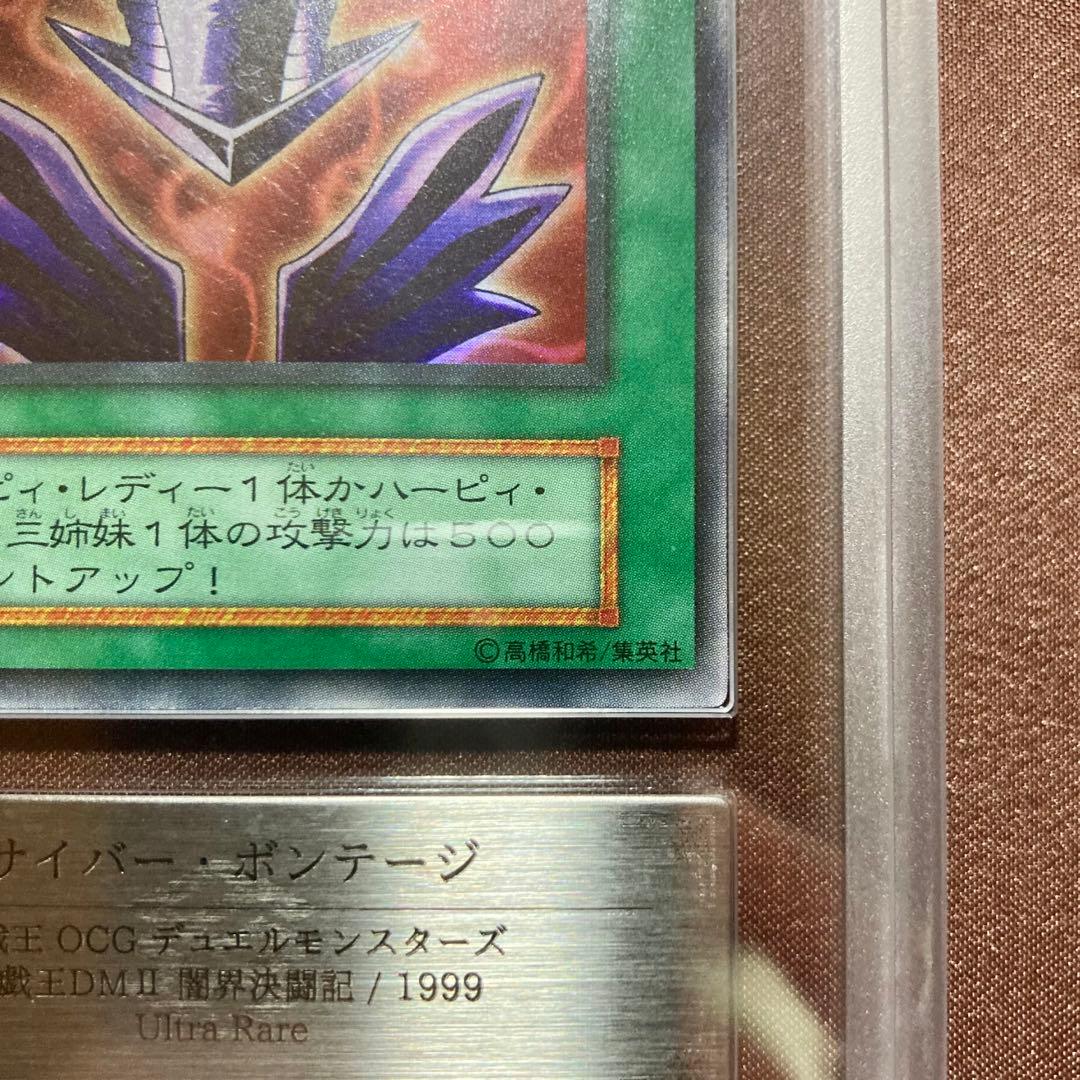 ピィ・レディー１体かハーピィ・
三姉妹１体の攻撃力は５００
ントアップ！
©高橋和希/集英社
サイバー・ボンテージ
戯王 OCG デュエルモンスターズ
戯王DMⅡ 闇界決闘記 / 1999
Ultra Rare